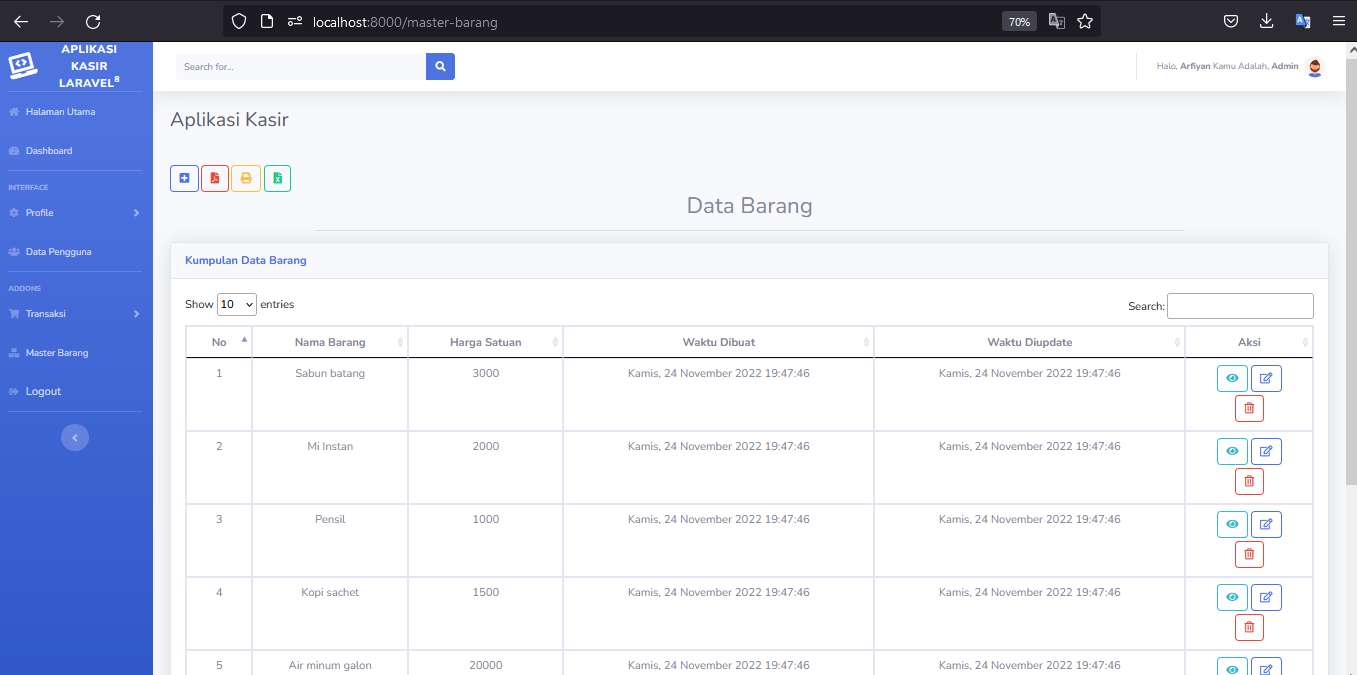 localhost:8000/master-barang
70%
APLIKASI
KASIR
LARAVEL8
Search for...
Halo, Arfiyan Kamu Adalah, Admin
Halaman Utama
Dashboard
INTERFACE
Profile
Data Pengguna
ADDONS
Transaksi
Master Barang
Logout
Aplikasi Kasir
Data Barang
Kumpulan Data Barang
Show 10 entries
Search:
No Nama Barang Harga Satuan Waktu Dibuat Waktu Diupdate Aksi
1 Sabun batang 3000 Kamis, 24 November 2022 19:47:46 Kamis, 24 November 2022 19:47:46
2 Mi Instan 2000 Kamis, 24 November 2022 19:47:46 Kamis, 24 November 2022 19:47:46
3 Pensil 1000 Kamis, 24 November 2022 19:47:46 Kamis, 24 November 2022 19:47:46
4 Kopi sachet 1500 Kamis, 24 November 2022 19:47:46 Kamis, 24 November 2022 19:47:46
5 Air minum galon 20000 Kamis, 24 November 2022 19:47:46 Kamis, 24 November 2022 19:47:46